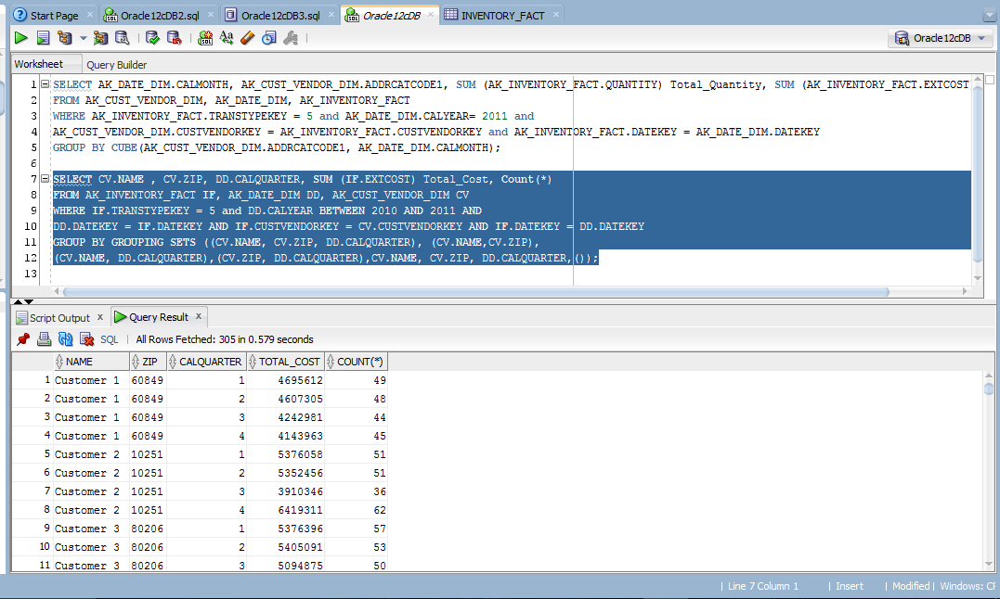 Start Page Oracle12cDB2.sql Oracle12cDB3.sql Oracle12cDB INVENTORY_FACT
Oracle12cDB
Worksheet Query Builder
1 SELECT AK_DATE_DIM.CALMONTH, AK_CUST_VENDOR_DIM.ADDRCATCODE1, SUM (AK_INVENTORY_FACT.QUANTITY) Total_Quantity, SUM (AK_INVENTORY_FACT.EXTCOST
2 FROM AK_CUST_VENDOR_DIM, AK_DATE_DIM, AK_INVENTORY_FACT
3 WHERE AK_INVENTORY_FACT.TRANSTYPEKEY = 5 and AK_DATE_DIM.CALYEAR= 2011 and
4 AK_CUST_VENDOR_DIM.CUSTVENDORKEY = AK_INVENTORY_FACT.CUSTVENDORKEY and AK_INVENTORY_FACT.DATEKEY = AK_DATE_DIM.DATEKEY
5 GROUP BY CUBE(AK_CUST_VENDOR_DIM.ADDRCATCODE1, AK_DATE_DIM.CALMONTH);
6
7 SELECT CV.NAME , CV.ZIP, DD.CALQUARTER, SUM (IF.EXTCOST) Total_Cost, Count(*)
8 FROM AK_INVENTORY_FACT IF, AK_DATE_DIM DD, AK_CUST_VENDOR_DIM CV
9 WHERE IF.TRANSTYPEKEY = 5 and DD.CALYEAR BETWEEN 2010 AND 2011 AND
10 DD.DATEKEY = IF.DATEKEY AND IF.CUSTVENDORKEY = CV.CUSTVENDORKEY AND IF.DATEKEY = DD.DATEKEY
11 GROUP BY GROUPING SETS ((CV.NAME, CV.ZIP, DD.CALQUARTER), (CV.NAME,CV.ZIP),
12 (CV.NAME, DD.CALQUARTER),(CV.ZIP, DD.CALQUARTER),CV.NAME, CV.ZIP, DD.CALQUARTER,());
13
Script Output x Query Result x
SQL All Rows Fetched: 305 in 0.579 seconds
NAME ZIP CALQUARTER TOTAL_COST COUNT(*)
1 Customer 1 60849 1 4695612 49
2 Customer 1 60849 2 4607305 48
3 Customer 1 60849 3 4242981 44
4 Customer 1 60849 4 4143963 45
5 Customer 2 10251 1 5376058 51
6 Customer 2 10251 2 5352456 51
7 Customer 2 10251 3 3910346 36
8 Customer 2 10251 4 6419311 62
9 Customer 3 80206 1 5376396 57
10 Customer 3 80206 2 5405091 53
11 Customer 3 80206 3 5094875 50
| Line 7 Column 1 | Insert | Modified | Windows: CF